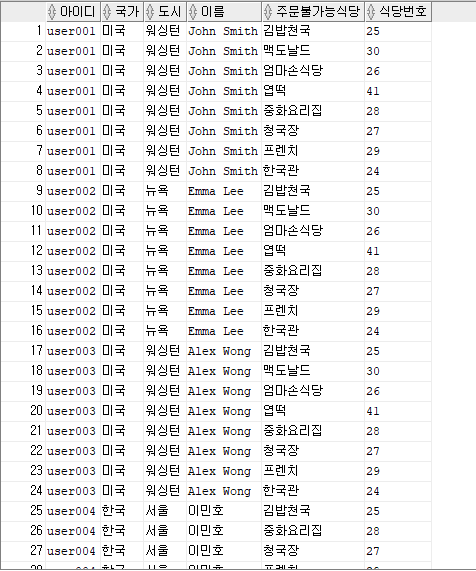 아이디 국가 도시 이름 주문불가능식당 식당번호
1 user001 미국 워싱턴 John Smith 김밥천국 25
2 user001 미국 워싱턴 John Smith 맥도날드 30
3 user001 미국 워싱턴 John Smith 엄마손식당 26
4 user001 미국 워싱턴 John Smith 엽떡 41
5 user001 미국 워싱턴 John Smith 중화요리집 28
6 user001 미국 워싱턴 John Smith 청국장 27
7 user001 미국 워싱턴 John Smith 프렌치 29
8 user001 미국 워싱턴 John Smith 한국관 24
9 user002 미국 뉴욕 Emma Lee 김밥천국 25
10 user002 미국 뉴욕 Emma Lee 맥도날드 30
11 user002 미국 뉴욕 Emma Lee 엄마손식당 26
12 user002 미국 뉴욕 Emma Lee 엽떡 41
13 user002 미국 뉴욕 Emma Lee 중화요리집 28
14 user002 미국 뉴욕 Emma Lee 청국장 27
15 user002 미국 뉴욕 Emma Lee 프렌치 29
16 user002 미국 뉴욕 Emma Lee 한국관 24
17 user003 미국 워싱턴 Alex Wong 김밥천국 25
18 user003 미국 워싱턴 Alex Wong 맥도날드 30
19 user003 미국 워싱턴 Alex Wong 엄마손식당 26
20 user003 미국 워싱턴 Alex Wong 엽떡 41
21 user003 미국 워싱턴 Alex Wong 중화요리집 28
22 user003 미국 워싱턴 Alex Wong 청국장 27
23 user003 미국 워싱턴 Alex Wong 프렌치 29
24 user003 미국 워싱턴 Alex Wong 한국관 24
25 user004 한국 서울 이민호 김밥천국 25
26 user004 한국 서울 이민호 중화요리집 28
27 user004 한국 서울 이민호 청국장 27